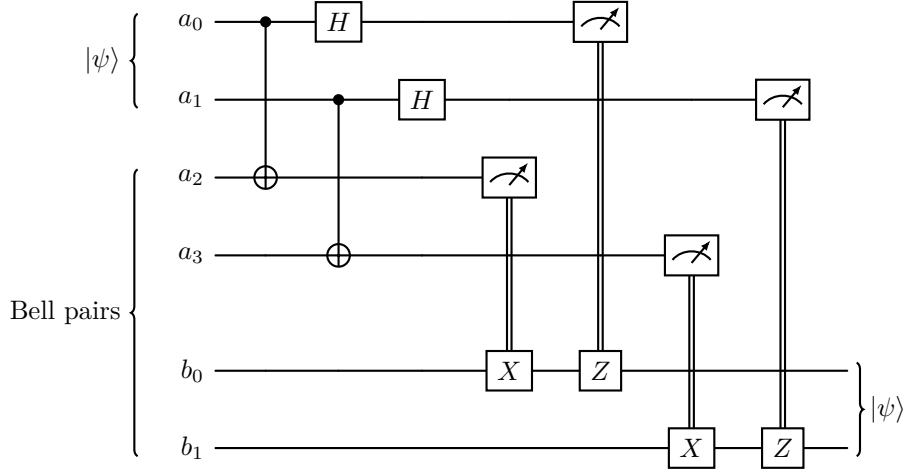 a₀ H
|ψ⟩
a₁ H
a₂
a₃
Bell pairs
b₀ X Z
|ψ⟩
b₁ X Z